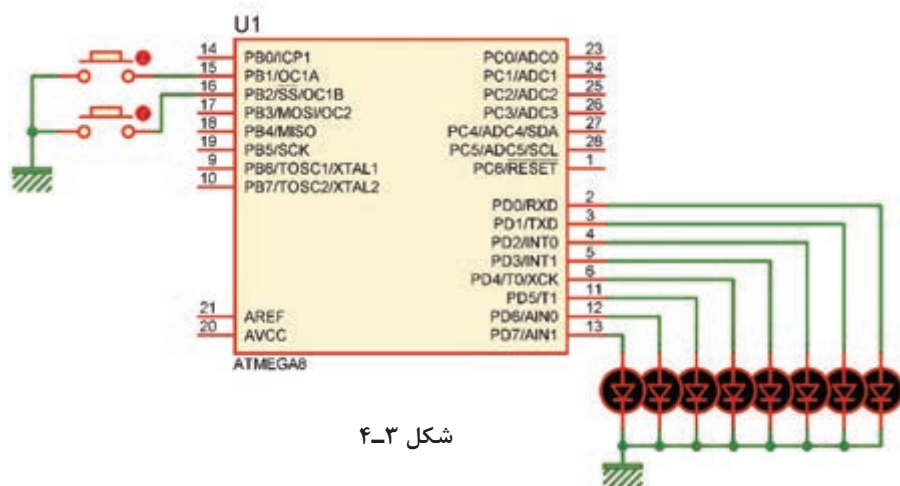 U1
14 PB0/ICP1
15 PB1/OC1A
16 PB2/SS/OC1B
17 PB3/MOSI/OC2
18 PB4/MISO
19 PB5/SCK
9 PB6/TOSC1/XTAL1
10 PB7/TOSC2/XTAL2
21 AREF
20 AVCC
PC0/ADC0 23
PC1/ADC1 24
PC2/ADC2 25
PC3/ADC3 26
PC4/ADC4/SDA 27
PC5/ADC5/SCL 28
PC6/RESET 1
PD0/RXD 2
PD1/TXD 3
PD2/INT0 4
PD3/INT1 5
PD4/T0/XCK 6
PD5/T1 11
PD6/AIN0 12
PD7/AIN1 13
ATMEGA8
شکل ۳ــ۴